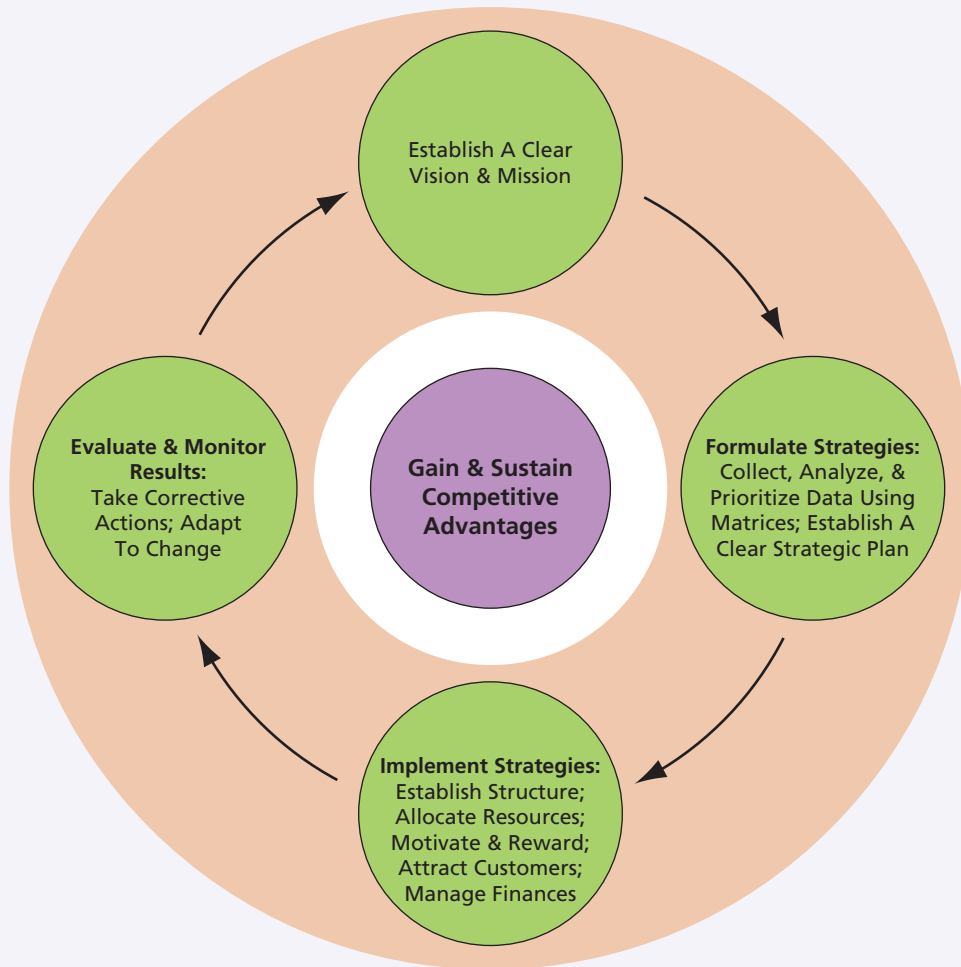 Establish A Clear
Vision & Mission
Formulate Strategies:
Collect, Analyze, &
Prioritize Data Using
Matrices; Establish A
Clear Strategic Plan
Implement Strategies:
Establish Structure;
Allocate Resources;
Motivate & Reward;
Attract Customers;
Manage Finances
Evaluate & Monitor
Results:
Take Corrective
Actions; Adapt
To Change
Gain & Sustain
Competitive
Advantages